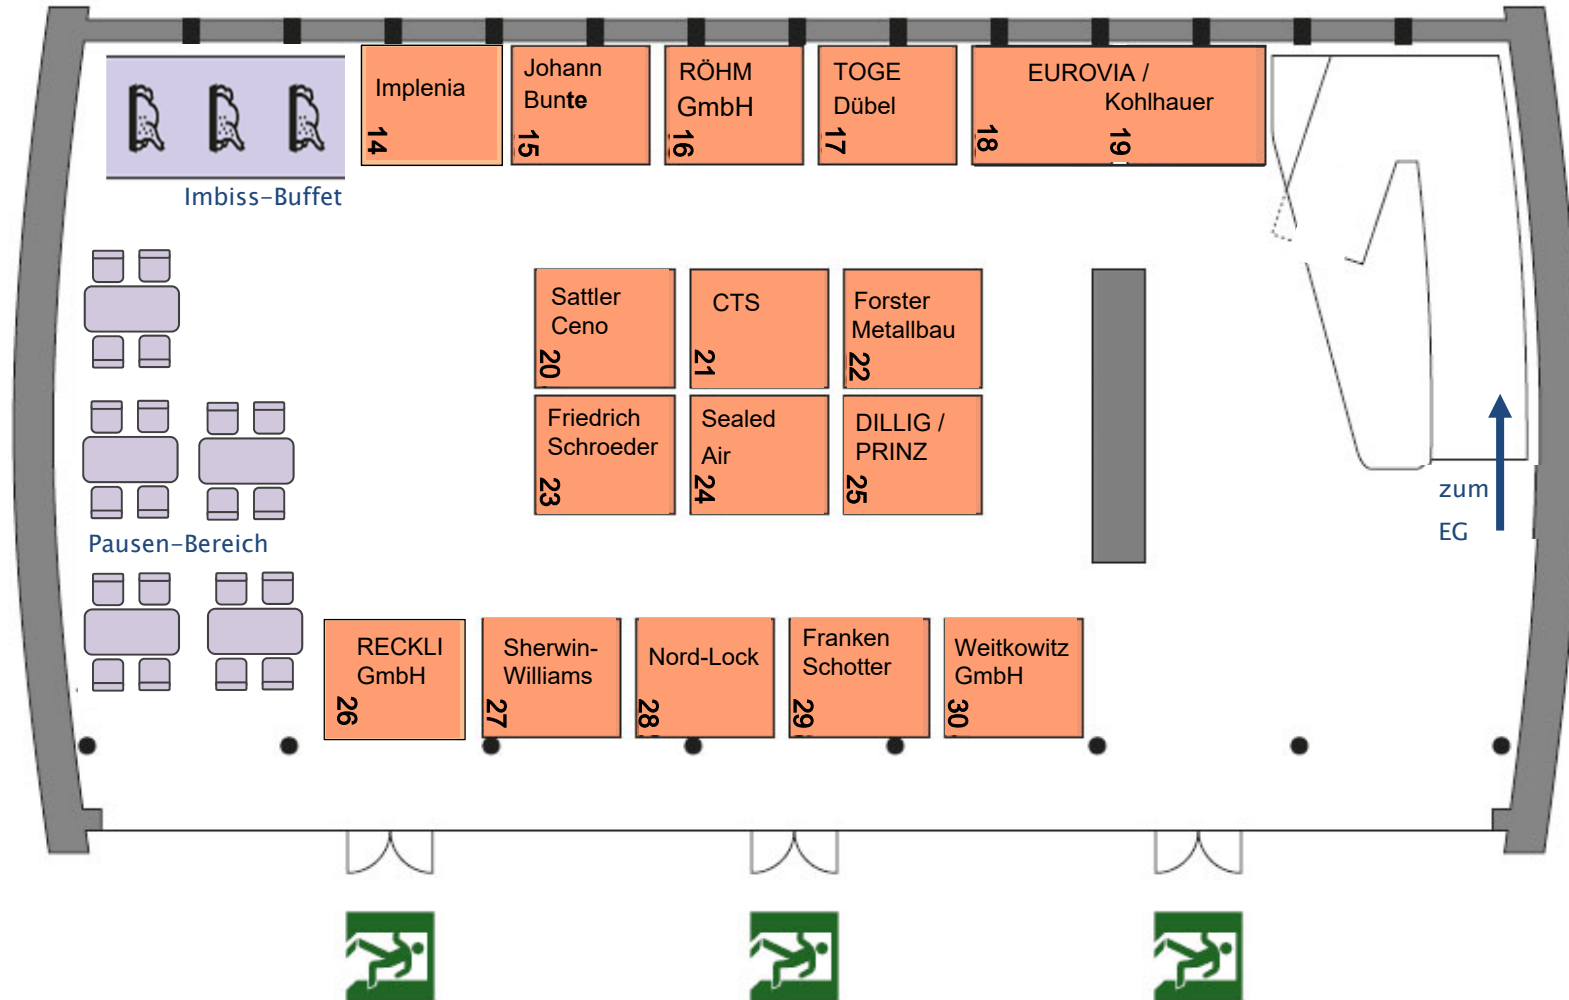 Implenia
14
Johann
Bunte
15
RÖHM
GmbH
16
TOGE
Dübel
17
EUROVIA /
Kohlhauer
18
19
Imbiss-Buffet
Sattler
Ceno
20
CTS
21
Forster
Metallbau
22
Friedrich
Schroeder
23
Sealed
Air
24
DILLIG /
PRINZ
25
zum
EG
Pausen-Bereich
RECKLI
GmbH
26
Sherwin-
Williams
27
Nord-Lock
28
Franken
Schotter
29
Weitkowitz
GmbH
30